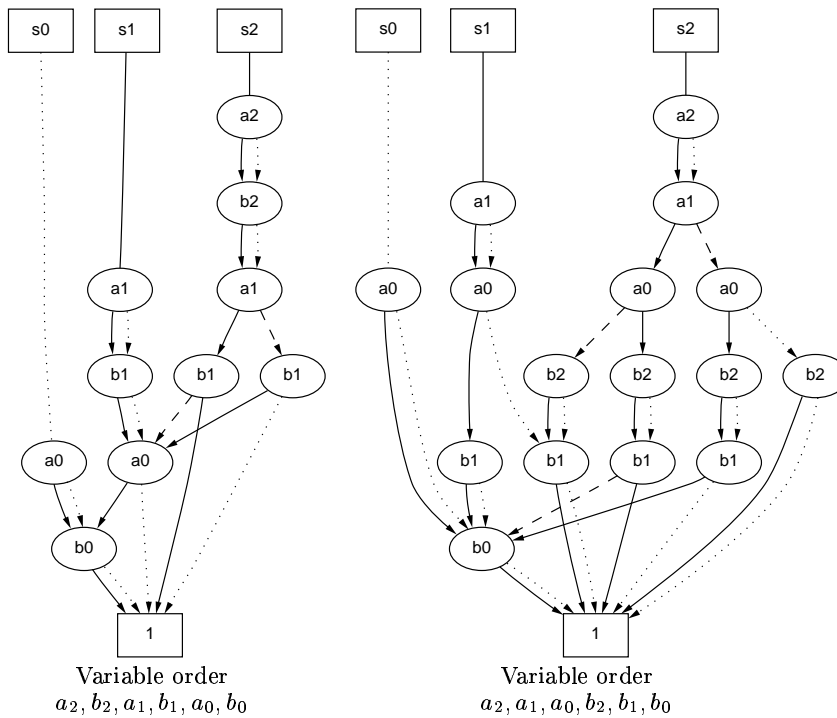 s0 s1 s2 s0 s1 s2
a2 a2
b2 a1 a1
a1 a1 a0 a0 a0 a0
b1 b1 b1 b2 b2 b2 b2
a0 a0 b1 b1 b1 b1
b0 b0
1 1
Variable order Variable order
a₂, b₂, a₁, b₁, a₀, b₀ a₂, a₁, a₀, b₂, b₁, b₀